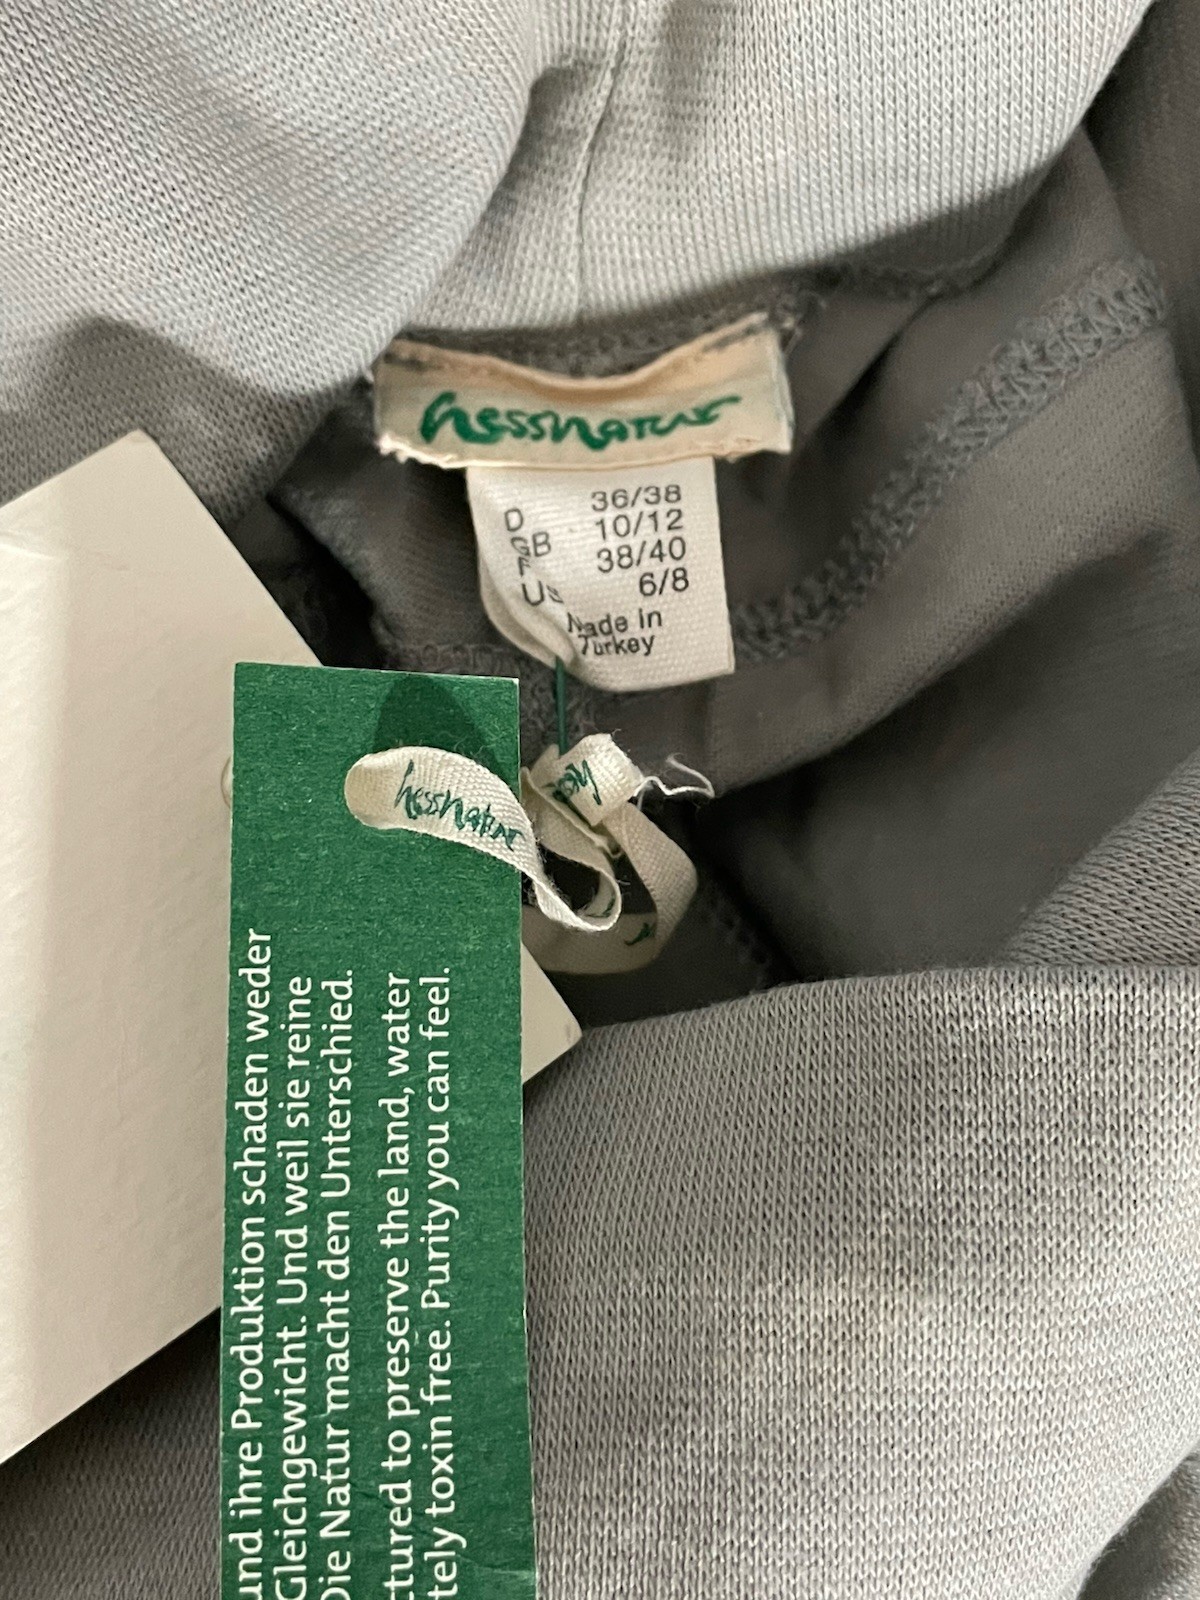 hessnatur
D 36/38
GB 10/12
F 38/40
US 6/8
Made in
Turkey
hessnatur
und ihre Produktion schaden weder
Gleichgewicht. Und weil sie reine
Die Natur macht den Unterschied.
ctured to preserve the land, water
tely toxin free. Purity you can feel.